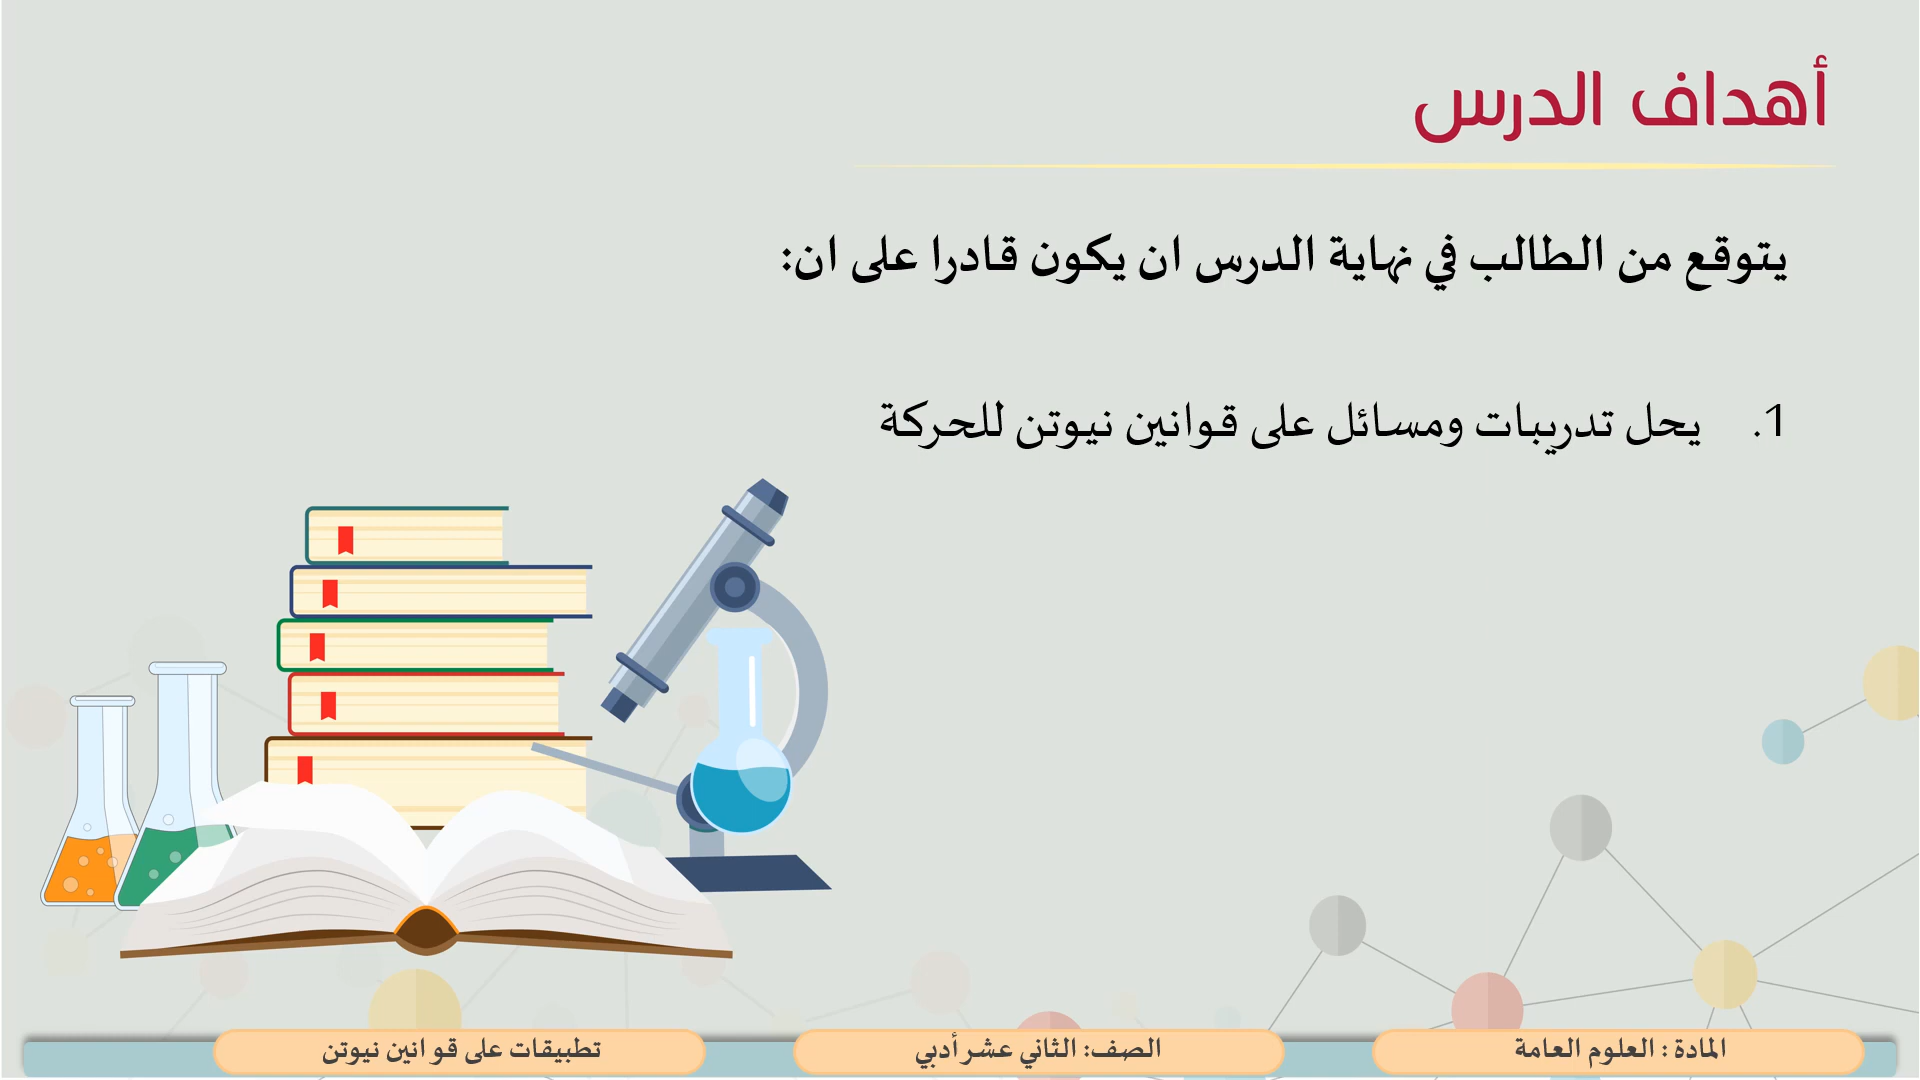 أهداف الدرس
يتوقع من الطالب في نهاية الدرس ان يكون قادرا على ان:
1. يحل تدريبات ومسائل على قوانين نيوتن للحركة
المادة : العلوم العامة
الصف: الثاني عشر أدبي
تطبيقات على قوانين نيوتن